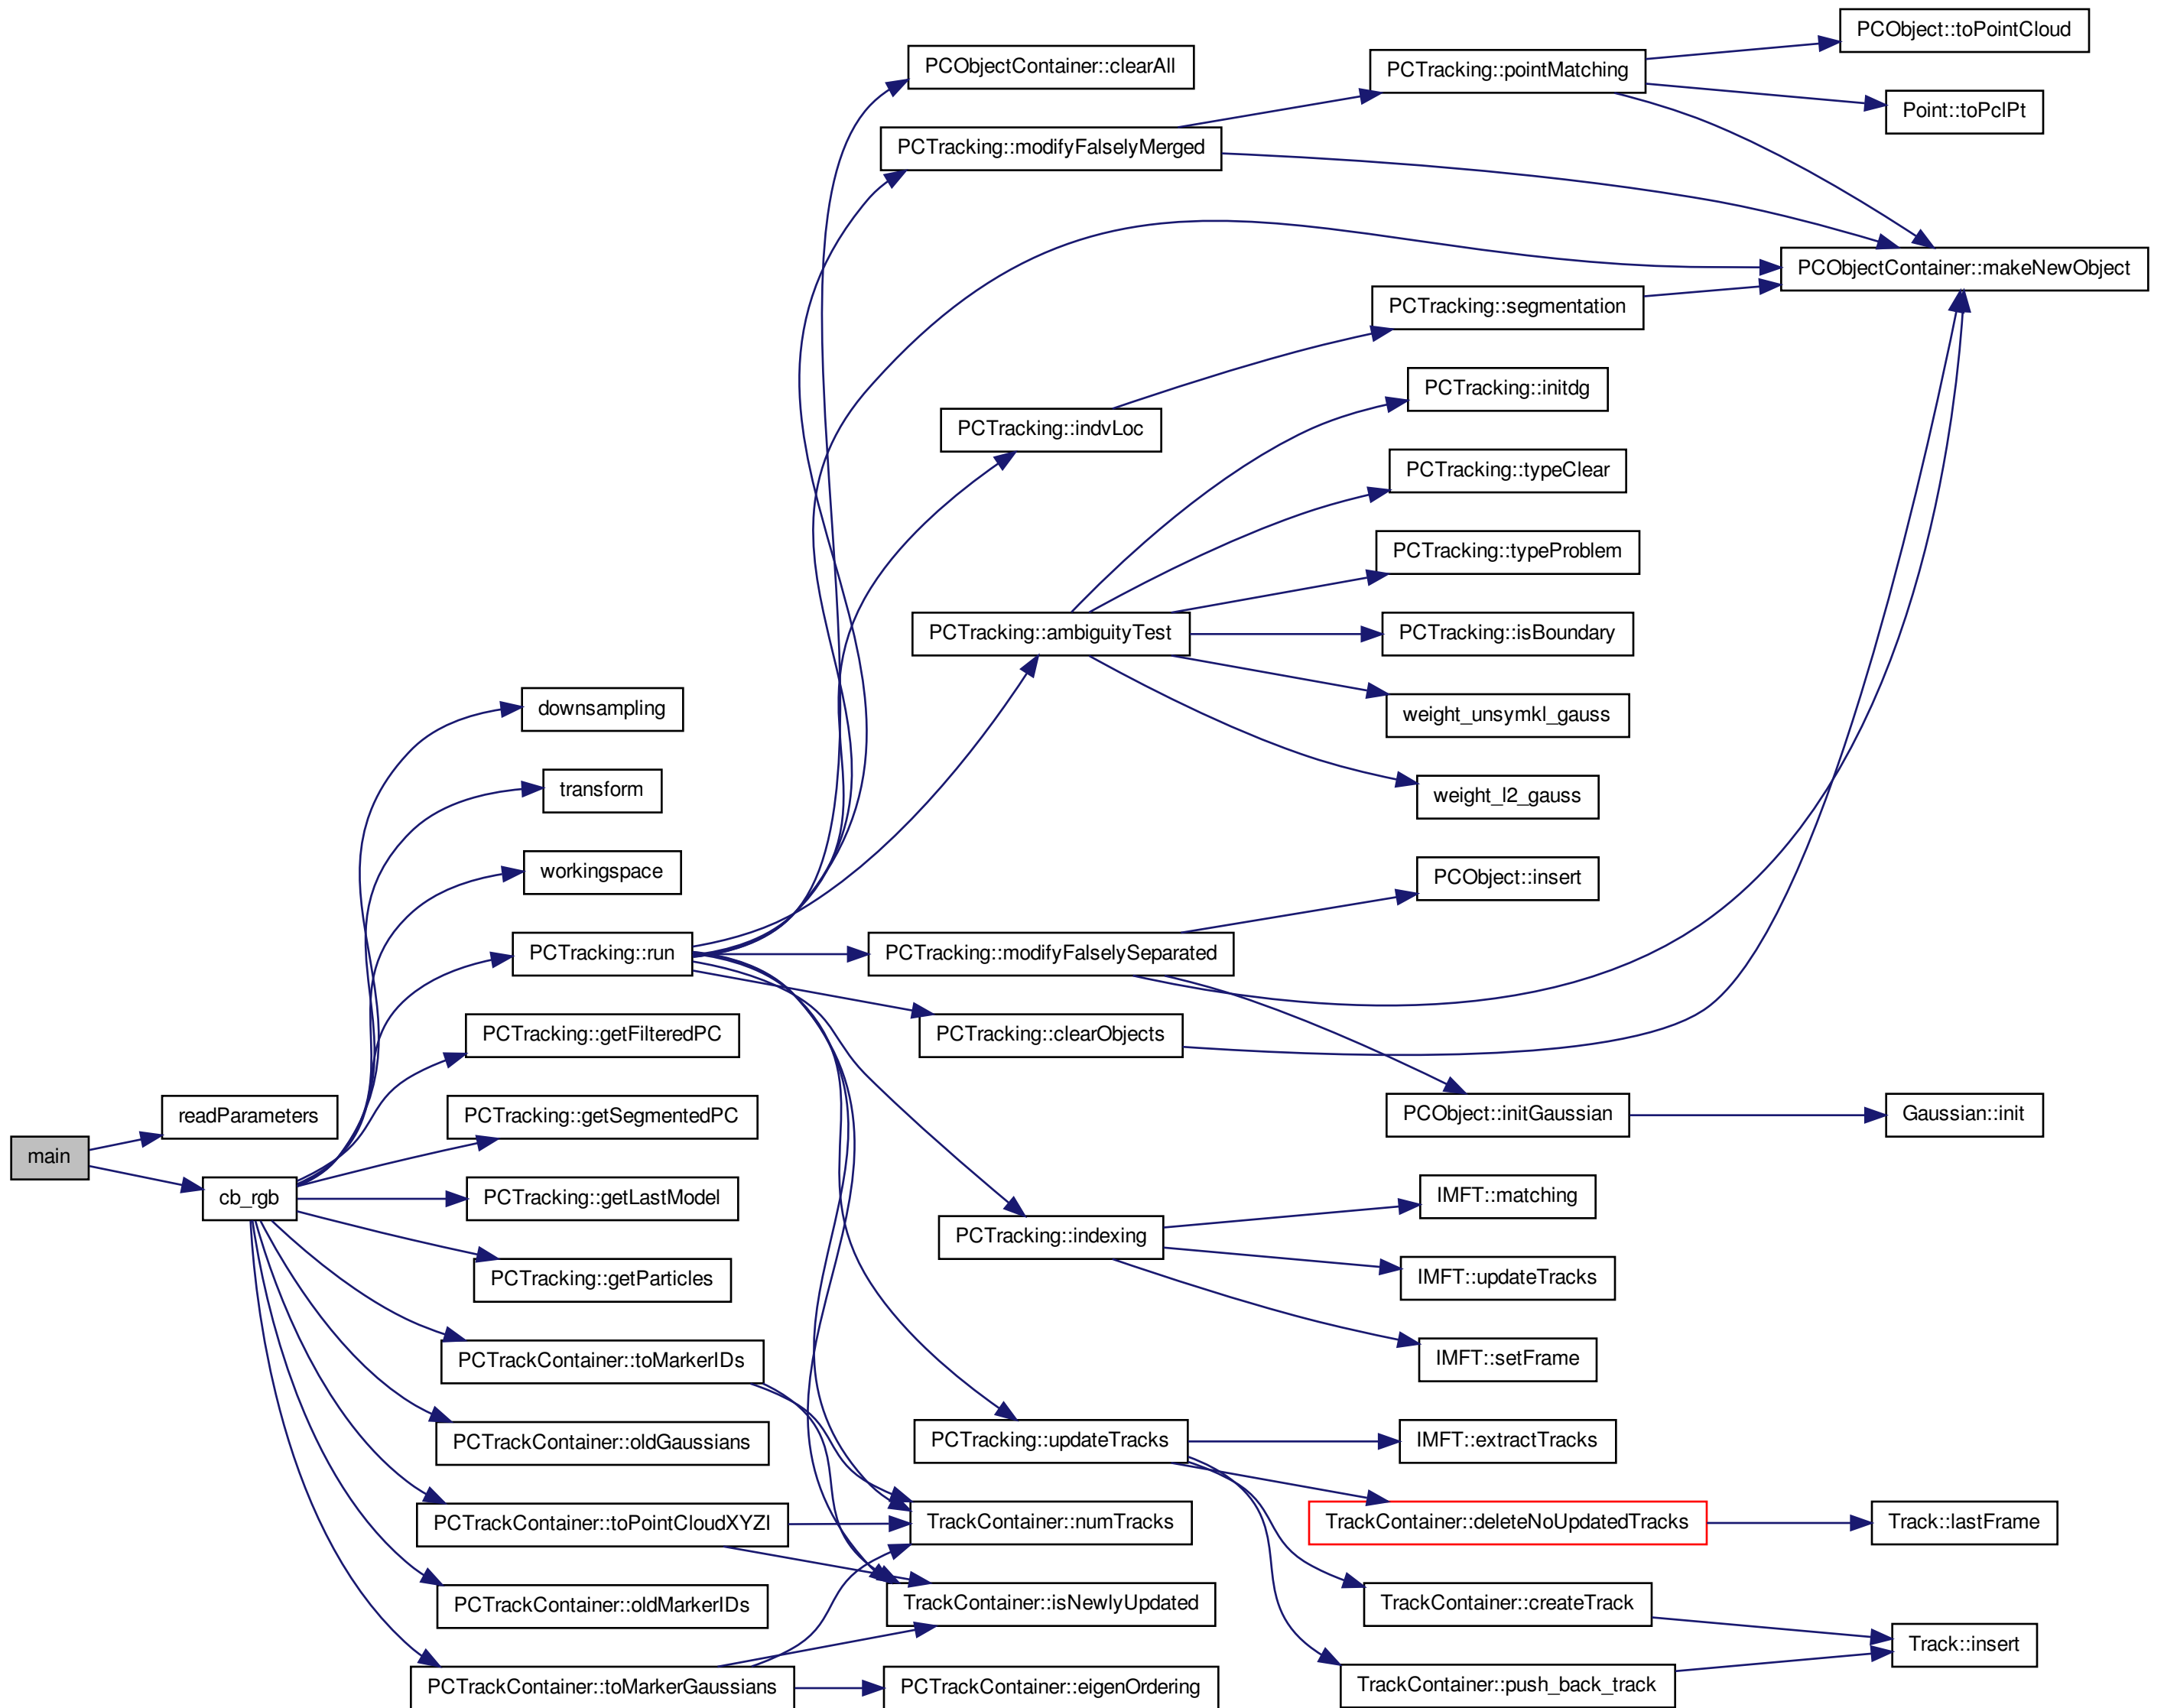 main
readParameters
cb_rgb
downsampling
transform
workingspace
PCTracking::run
PCTracking::getFilteredPC
PCTracking::getSegmentedPC
PCTracking::getLastModel
PCTracking::getParticles
PCTrackContainer::toMarkerIDs
PCTrackContainer::oldGaussians
PCTrackContainer::toPointCloudXYZI
PCTrackContainer::oldMarkerIDs
PCTrackContainer::toMarkerGaussians
PCObjectContainer::clearAll
PCTracking::modifyFalselyMerged
PCTracking::indvLoc
PCTracking::ambiguityTest
PCTracking::modifyFalselySeparated
PCTracking::clearObjects
PCTracking::indexing
PCTracking::updateTracks
TrackContainer::numTracks
TrackContainer::isNewlyUpdated
PCTrackContainer::eigenOrdering
PCTracking::pointMatching
PCTracking::segmentation
PCTracking::initdg
PCTracking::typeClear
PCTracking::typeProblem
PCTracking::isBoundary
weight_unsymkl_gauss
weight_l2_gauss
PCObject::insert
PCObject::initGaussian
IMFT::matching
IMFT::updateTracks
IMFT::setFrame
IMFT::extractTracks
TrackContainer::deleteNoUpdatedTracks
TrackContainer::createTrack
TrackContainer::push_back_track
PCObject::toPointCloud
Point::toPclPt
PCObjectContainer::makeNewObject
Gaussian::init
Track::lastFrame
Track::insert